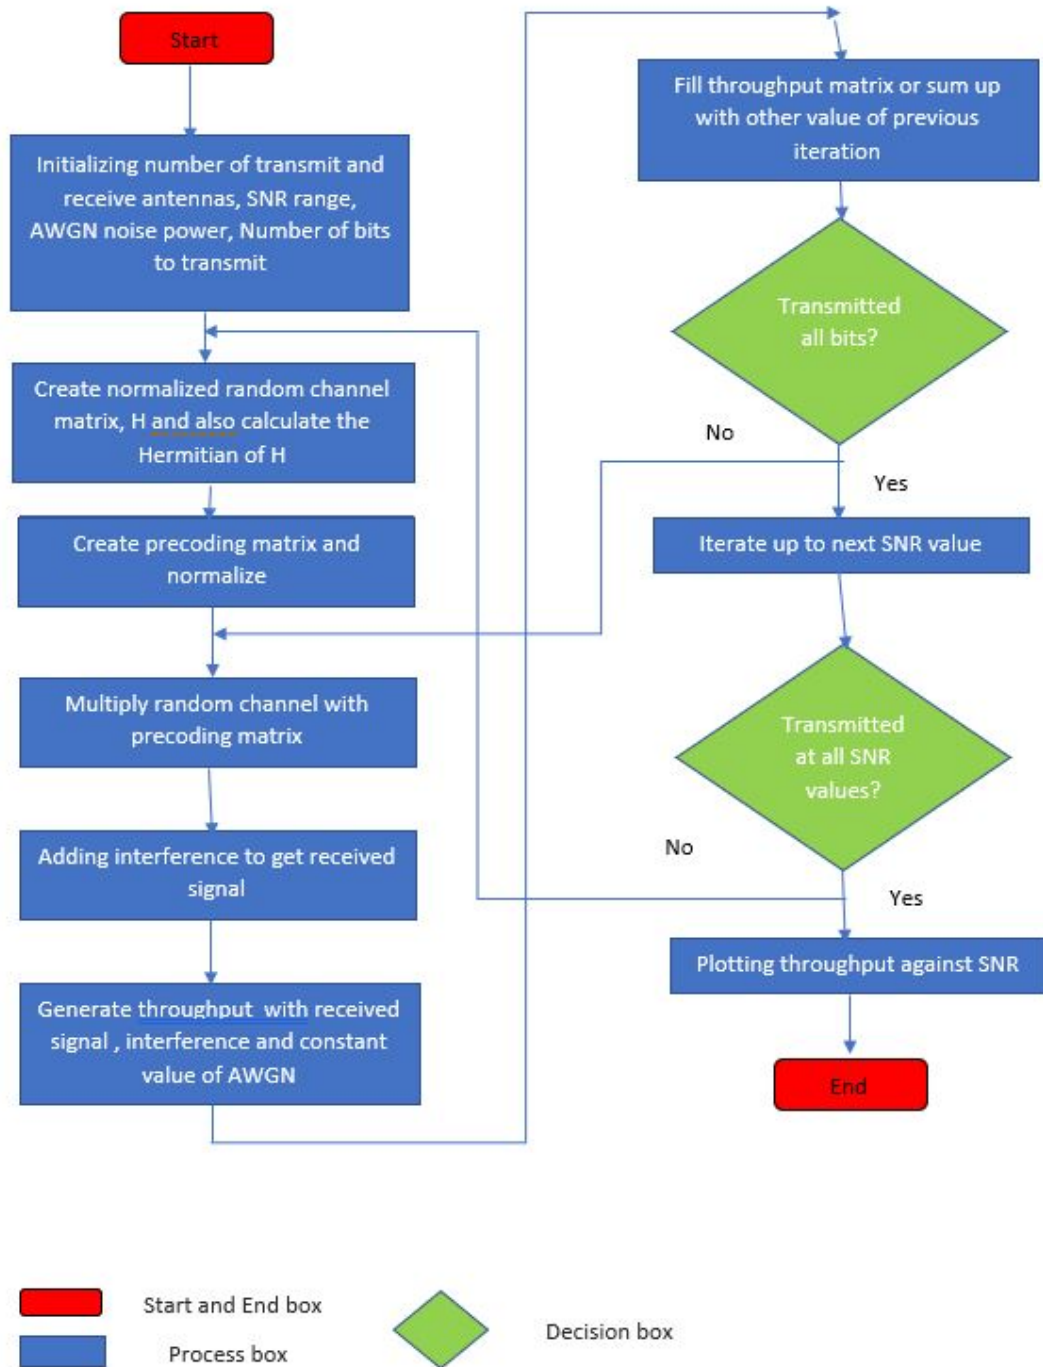 Start
Initializing number of transmit and
receive antennas, SNR range,
AWGN noise power, Number of bits
to transmit
Create normalized random channel
matrix, H and also calculate the
Hermitian of H
Create precoding matrix and
normalize
Multiply random channel with
precoding matrix
Adding interference to get received
signal
Generate throughput with received
signal , interference and constant
value of AWGN
Fill throughput matrix or sum up
with other value of previous
iteration
Transmitted
all bits?
No
Yes
Iterate up to next SNR value
Transmitted
at all SNR
values?
No
Yes
Plotting throughput against SNR
End
Start and End box
Process box
Decision box